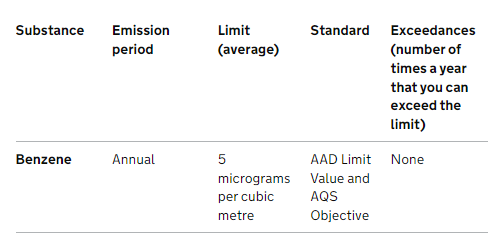 Substance Emission Limit Standard Exceedances
period (average) (number of
times a year
that you can
exceed the
limit)
Benzene Annual 5 AAD Limit None
micrograms Value and
per cubic AQS
metre Objective